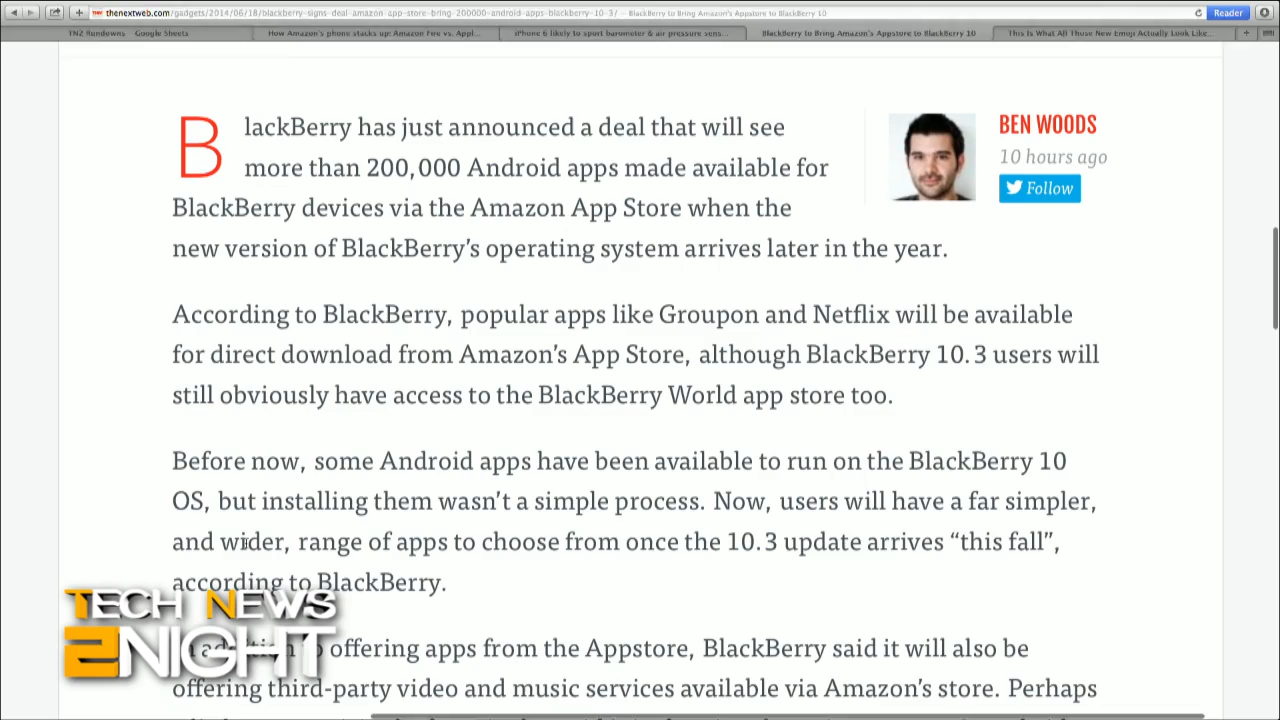 thenextweb.com/gadgets/2014/06/18/blackberry-signs-deal-amazon-app-store-bring-200000-android-apps-blackberry-10-3/ — BlackBerry to Bring Amazon's Appstore to BlackBerry 10
Reader
TN2 Rundowns - Google Sheets
How Amazon's phone stacks up: Amazon Fire vs. Appl...
iPhone 6 likely to sport barometer & air pressure sens...
BlackBerry to Bring Amazon's Appstore to BlackBerry 10
This Is What All Those New Emoji Actually Look Like...
BlackBerry has just announced a deal that will see
more than 200,000 Android apps made available for
BlackBerry devices via the Amazon App Store when the
new version of BlackBerry's operating system arrives later in the year.
BEN WOODS
10 hours ago
Follow
According to BlackBerry, popular apps like Groupon and Netflix will be available
for direct download from Amazon's App Store, although BlackBerry 10.3 users will
still obviously have access to the BlackBerry World app store too.
Before now, some Android apps have been available to run on the BlackBerry 10
OS, but installing them wasn't a simple process. Now, users will have a far simpler,
and wider, range of apps to choose from once the 10.3 update arrives “this fall”,
according to BlackBerry.
In addition to offering apps from the Appstore, BlackBerry said it will also be
offering third-party video and music services available via Amazon's store. Perhaps
TECH NEWS
2NIGHT